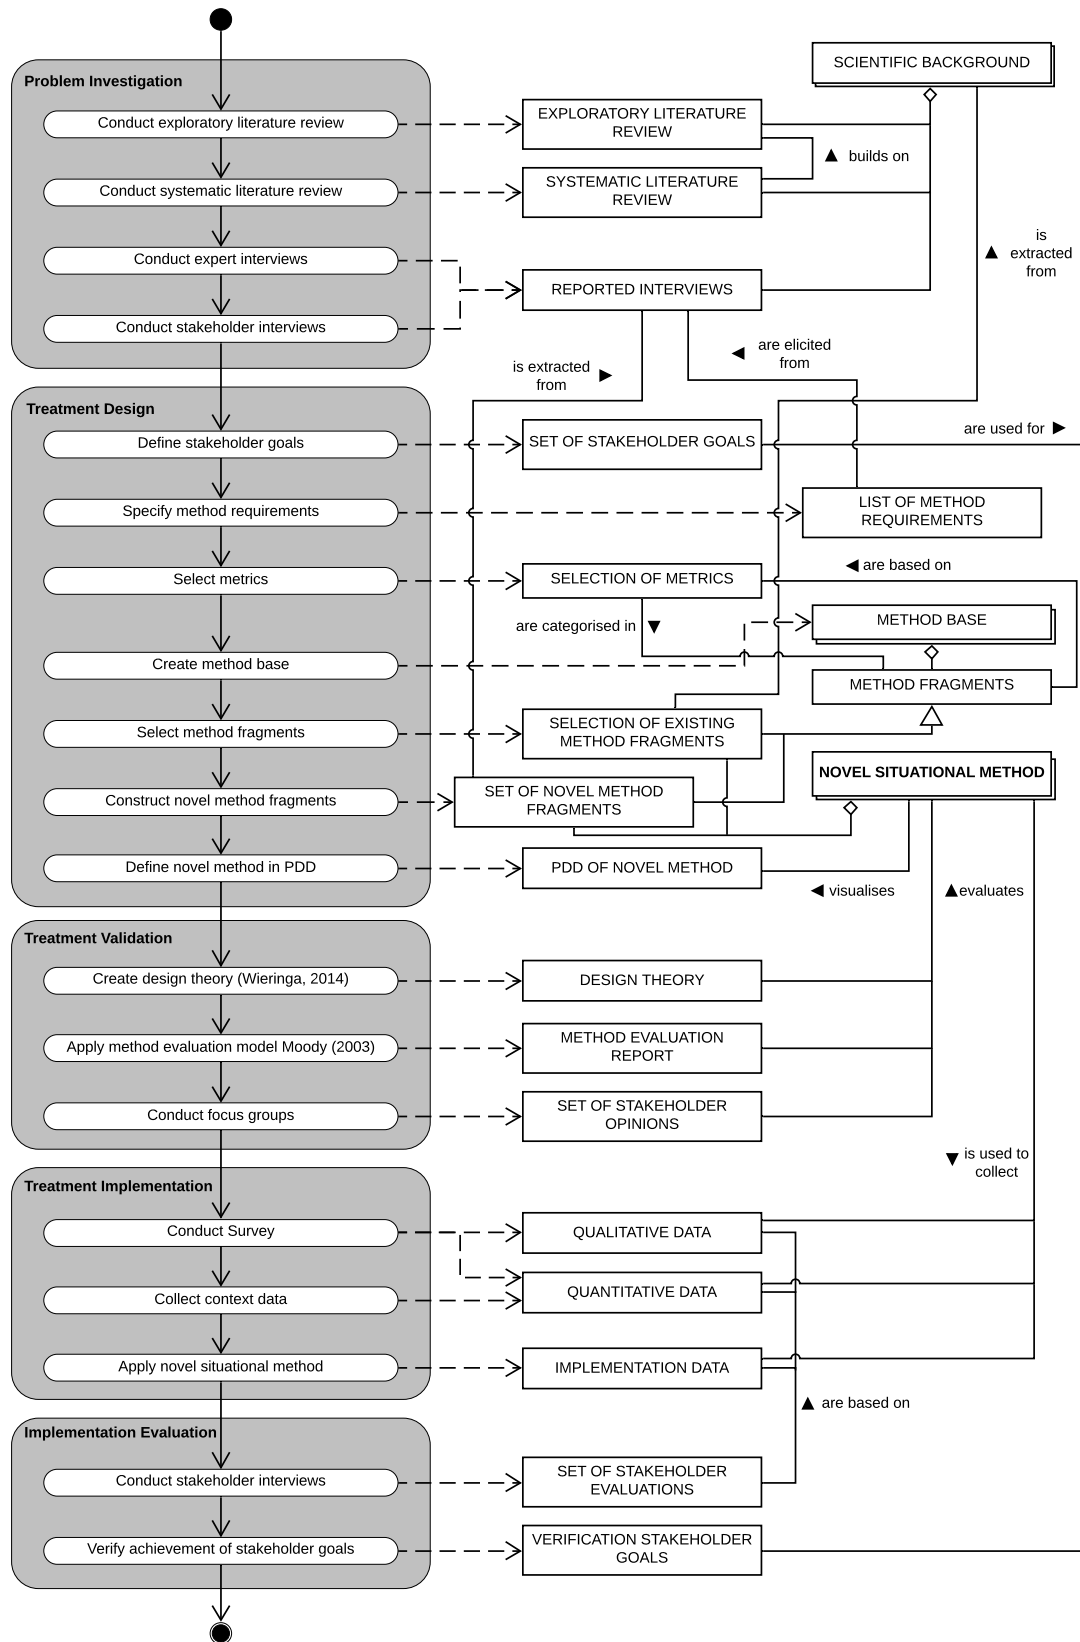 Problem Investigation
Conduct exploratory literature review
Conduct systematic literature review
Conduct expert interviews
Conduct stakeholder interviews
SCIENTIFIC BACKGROUND
EXPLORATORY LITERATURE
REVIEW
builds on
SYSTEMATIC LITERATURE
REVIEW
is
extracted
from
REPORTED INTERVIEWS
are elicited
from
is extracted
from
Treatment Design
Define stakeholder goals
Specify method requirements
Select metrics
Create method base
Select method fragments
Construct novel method fragments
Define novel method in PDD
SET OF STAKEHOLDER GOALS
are used for
LIST OF METHOD
REQUIREMENTS
SELECTION OF METRICS
are based on
are categorised in
METHOD BASE
METHOD FRAGMENTS
SELECTION OF EXISTING
METHOD FRAGMENTS
NOVEL SITUATIONAL METHOD
SET OF NOVEL METHOD
FRAGMENTS
PDD OF NOVEL METHOD
visualises
evaluates
Treatment Validation
Create design theory (Wieringa, 2014)
Apply method evaluation model Moody (2003)
Conduct focus groups
DESIGN THEORY
METHOD EVALUATION
REPORT
SET OF STAKEHOLDER
OPINIONS
is used to
collect
Treatment Implementation
Conduct Survey
Collect context data
Apply novel situational method
QUALITATIVE DATA
QUANTITATIVE DATA
IMPLEMENTATION DATA
are based on
Implementation Evaluation
Conduct stakeholder interviews
Verify achievement of stakeholder goals
SET OF STAKEHOLDER
EVALUATIONS
VERIFICATION STAKEHOLDER
GOALS